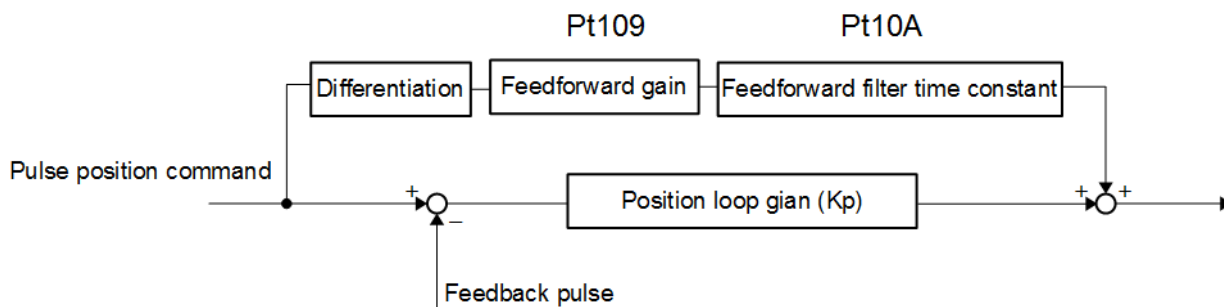 Pt109
Pt10A
Differentiation
Feedforward gain
Feedforward filter time constant
Pulse position command
+
−
Position loop gian (Kp)
+
+
Feedback pulse